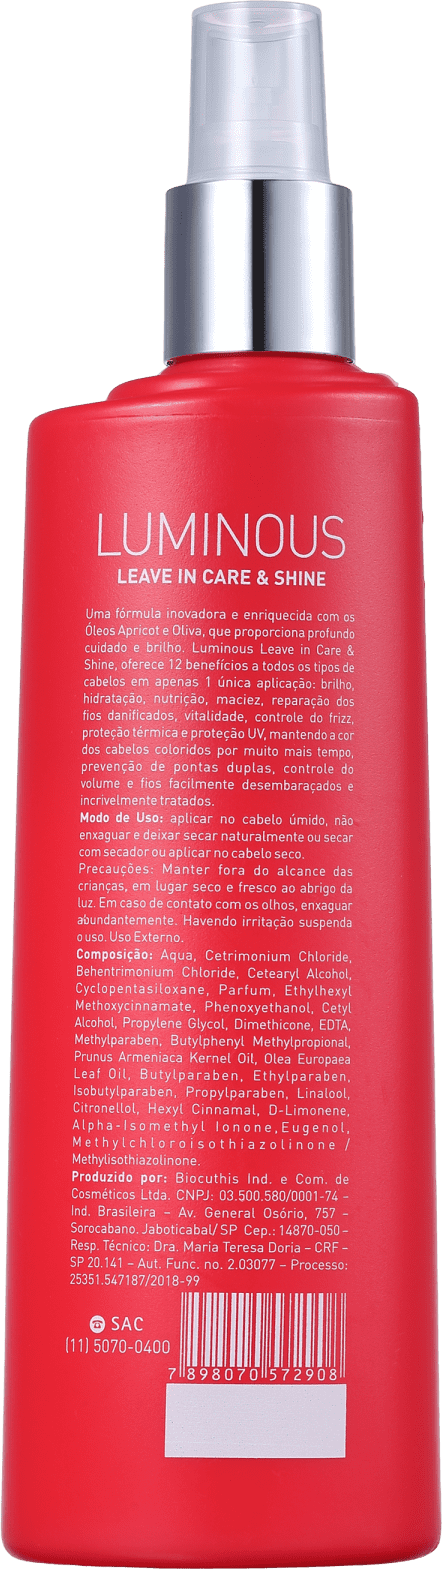 LUMINOUS
LEAVE IN CARE & SHINE
Uma fórmula inovadora e enriquecida com os
Óleos Apricot e Oliva, que proporciona profundo
cuidado e brilho. Luminous Leave in Care &
Shine, oferece 12 benefícios a todos os tipos de
cabelos em apenas 1 única aplicação: brilho,
hidratação, nutrição, maciez, reparação dos
fios danificados, vitalidade, controle do frizz,
proteção térmica e proteção UV, mantendo a cor
dos cabelos coloridos por muito mais tempo,
prevenção de pontas duplas, controle do
volume e fios facilmente desembaraçados e
incrivelmente tratados.
Modo de Uso: aplicar no cabelo úmido, não
enxaguar e deixar secar naturalmente ou secar
com secador ou aplicar no cabelo seco.
Precauções: Manter fora do alcance das
crianças, em lugar seco e fresco ao abrigo da
luz. Em caso de contato com os olhos, enxaguar
abundantemente. Havendo irritação suspenda
o uso. Uso Externo.
Composição: Aqua, Cetrimonium Chloride,
Behentrimonium Chloride, Cetearyl Alcohol,
Cyclopentasiloxane, Parfum, Ethylhexyl
Methoxycinnamate, Phenoxyethanol, Cetyl
Alcohol, Propylene Glycol, Dimethicone, EDTA,
Methylparaben, Butylphenyl Methylpropional,
Prunus Armeniaca Kernel Oil, Olea Europaea
Leaf Oil, Butylparaben, Ethylparaben,
Isobutylparaben, Propylparaben, Linalool,
Citronellol, Hexyl Cinnamal, D-Limonene,
Alpha-Isomethyl Ionone,Eugenol,
Methylchloroisothiazolinone /
Methylisothiazolinone.
Produzido por: Biocuthis Ind. e Com. de
Cosméticos Ltda. CNPJ: 03.500.580/0001-74 –
Ind. Brasileira – Av. General Osório, 757 –
Sorocabano. Jaboticabal/ SP Cep.: 14870-050 –
Resp. Técnico: Dra. Maria Teresa Doria – CRF –
SP 20.141 – Aut. Func. no. 2.03077 – Processo:
25351.547187/2018-99
SAC
(11) 5070-0400
7 898070 572908